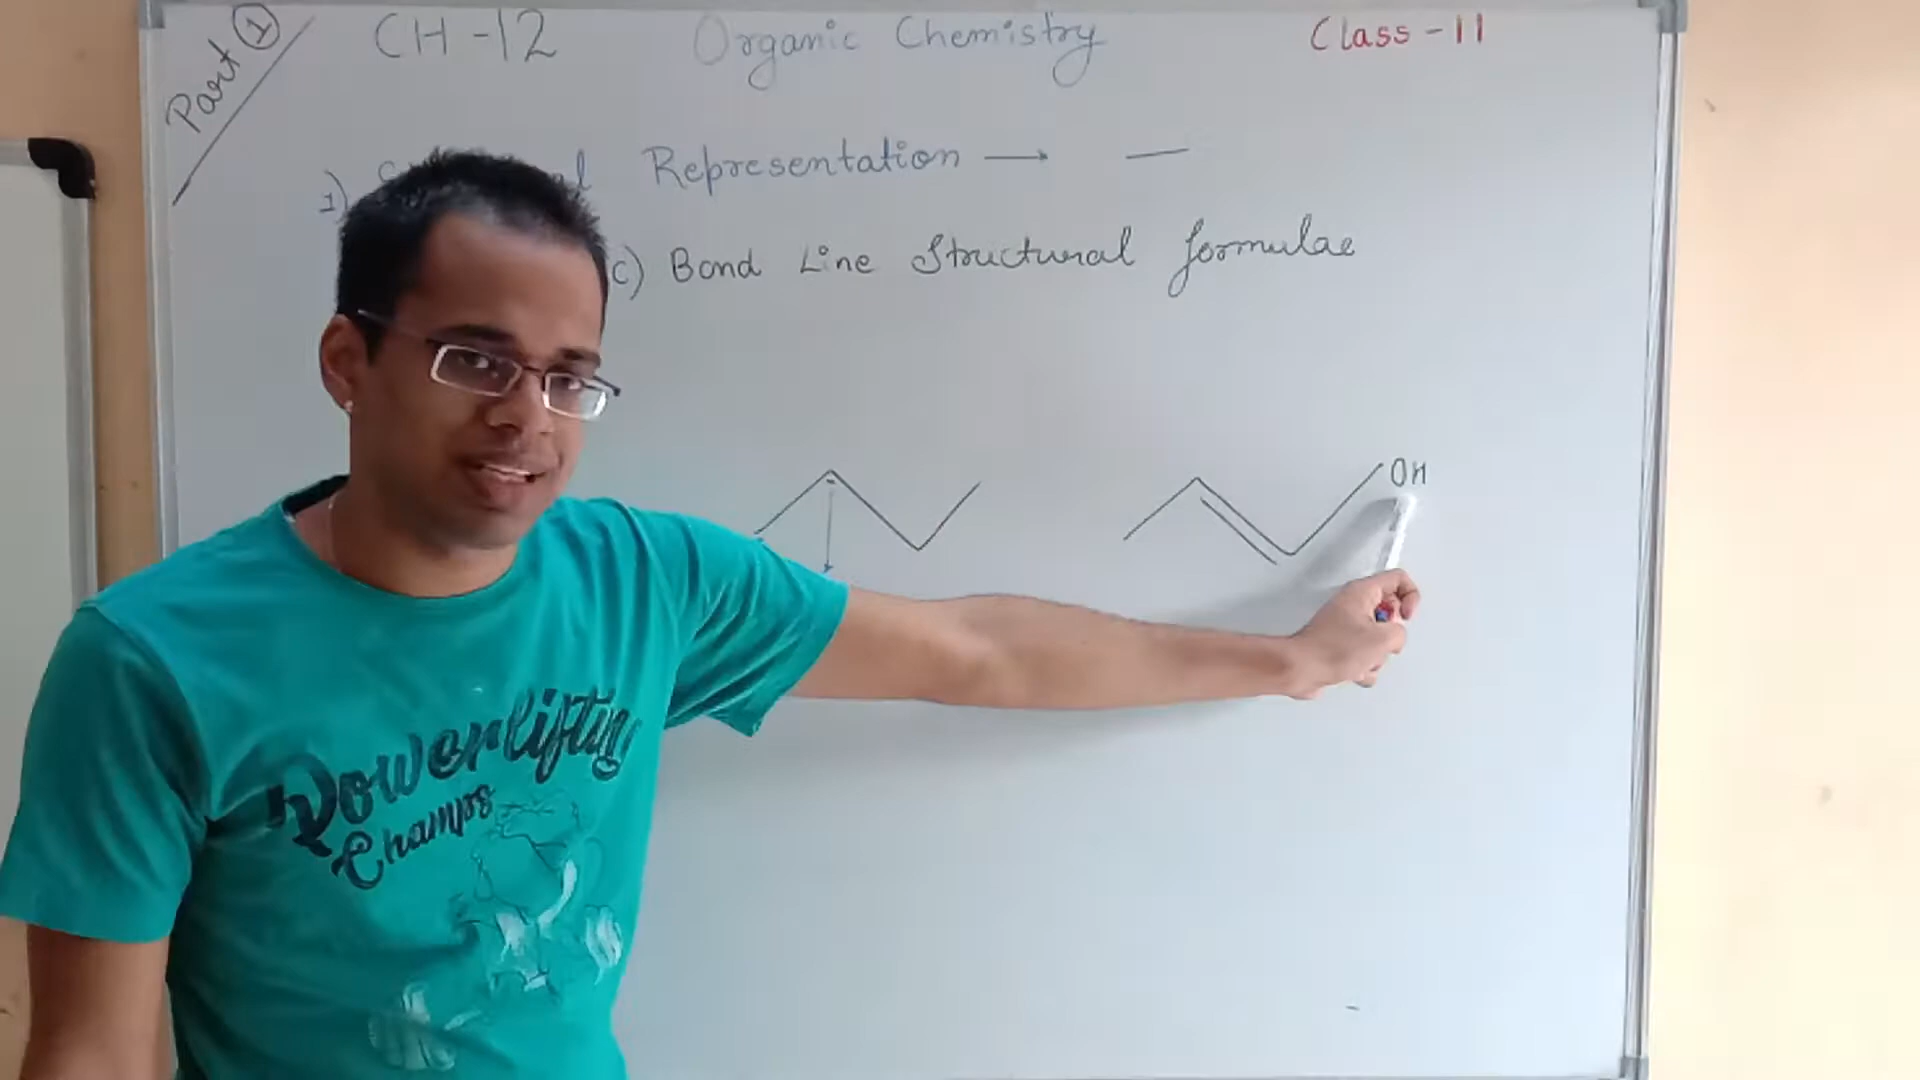 Part 1
CH-12 Organic Chemistry Class-11
1) Representation →
c) Bond Line Structural formulae
OH
Powerlifting
Champs